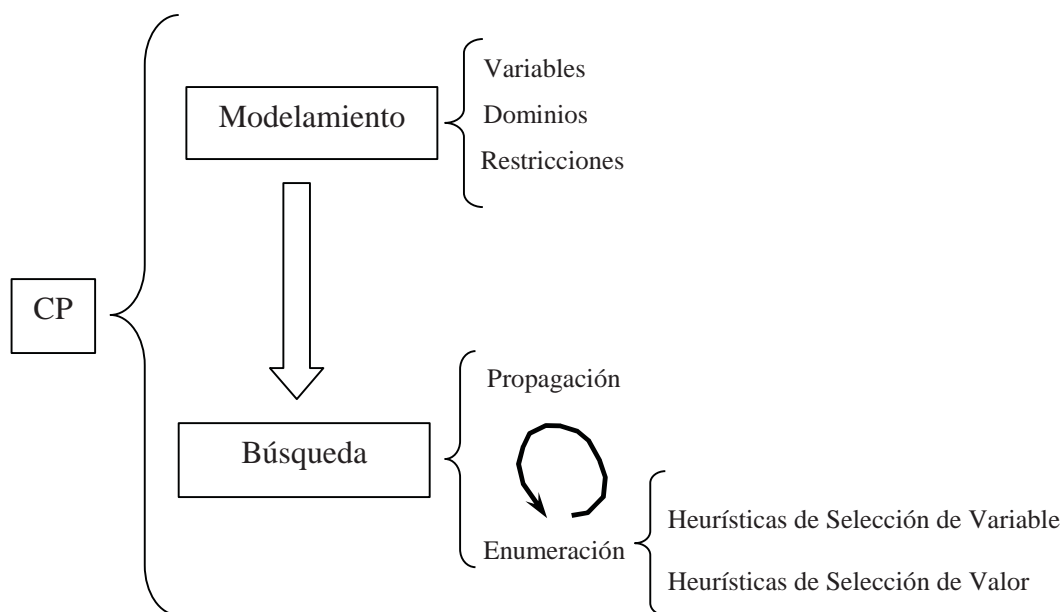 CP
Modelamiento
Variables
Dominios
Restricciones
Búsqueda
Propagación
Enumeración
Heurísticas de Selección de Variable
Heurísticas de Selección de Valor